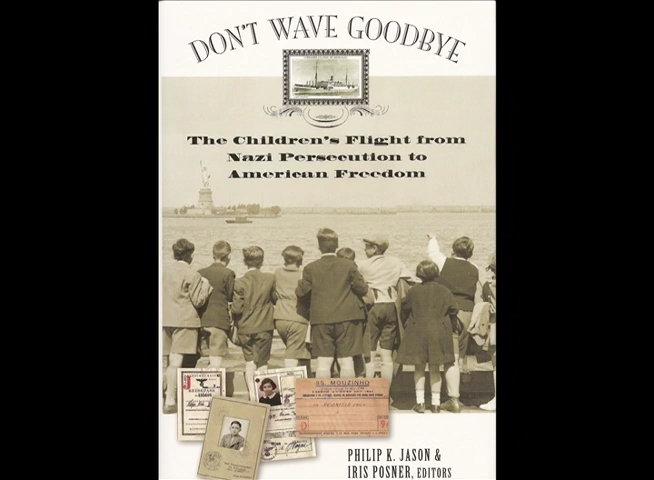 DON'T WAVE GOODBYE
The Children's Flight from
Nazi Persecution to
American Freedom
SS. MOUZINHO
PHILIP K. JASON &
IRIS POSNER, EDITORS